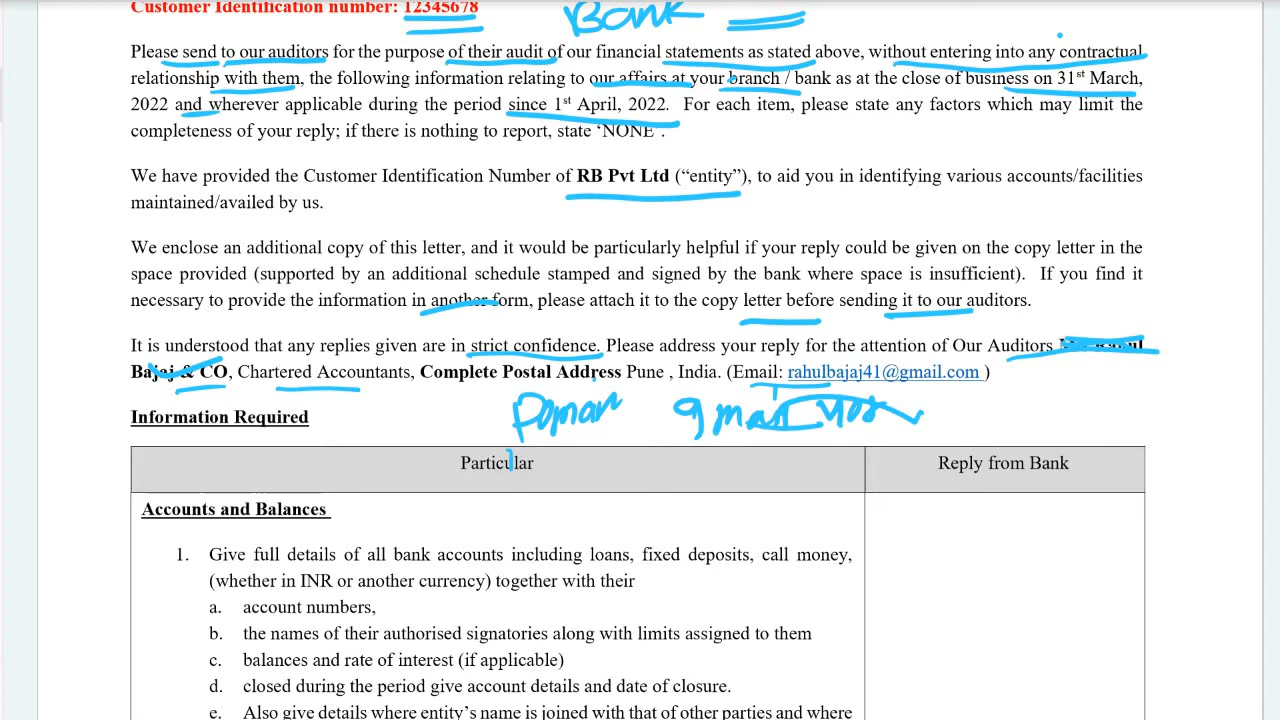 Customer Identification number: 12345678
Bank
Please send to our auditors for the purpose of their audit of our financial statements as stated above, without entering into any contractual
relationship with them, the following information relating to our affairs at your branch / bank as at the close of business on 31st March,
2022 and wherever applicable during the period since 1st April, 2022. For each item, please state any factors which may limit the
completeness of your reply; if there is nothing to report, state ‘NONE’.
We have provided the Customer Identification Number of RB Pvt Ltd (“entity”), to aid you in identifying various accounts/facilities
maintained/availed by us.
We enclose an additional copy of this letter, and it would be particularly helpful if your reply could be given on the copy letter in the
space provided (supported by an additional schedule stamped and signed by the bank where space is insufficient). If you find it
necessary to provide the information in another form, please attach it to the copy letter before sending it to our auditors.
It is understood that any replies given are in strict confidence. Please address your reply for the attention of Our Auditors
Bajaj & CO, Chartered Accountants, Complete Postal Address Pune , India. (Email: rahulbajaj41@gmail.com )
gmail
Information Required
Particular Reply from Bank
Accounts and Balances
1. Give full details of all bank accounts including loans, fixed deposits, call money,
(whether in INR or another currency) together with their
a. account numbers,
b. the names of their authorised signatories along with limits assigned to them
c. balances and rate of interest (if applicable)
d. closed during the period give account details and date of closure.
e. Also give details where entity’s name is joined with that of other parties and where